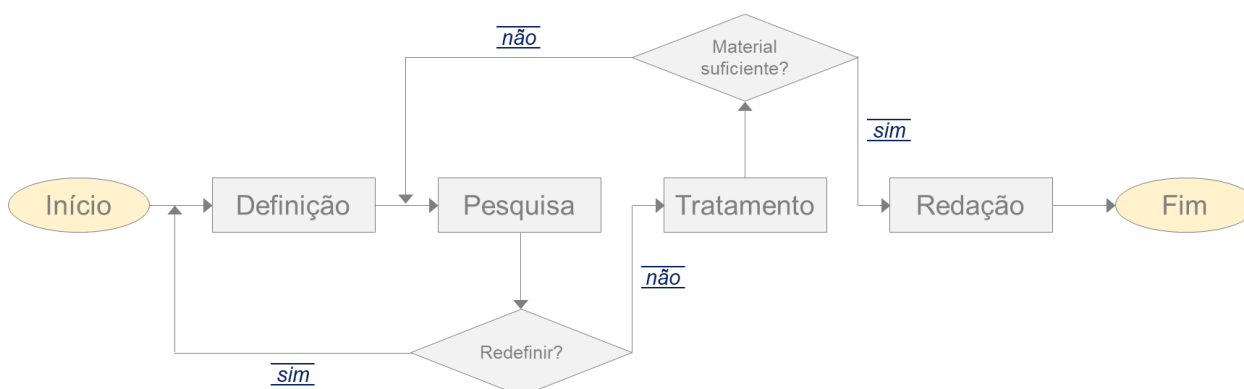 não
Material
suficiente?
sim
Início
Definição
Pesquisa
Tratamento
Redação
Fim
não
Redefinir?
sim